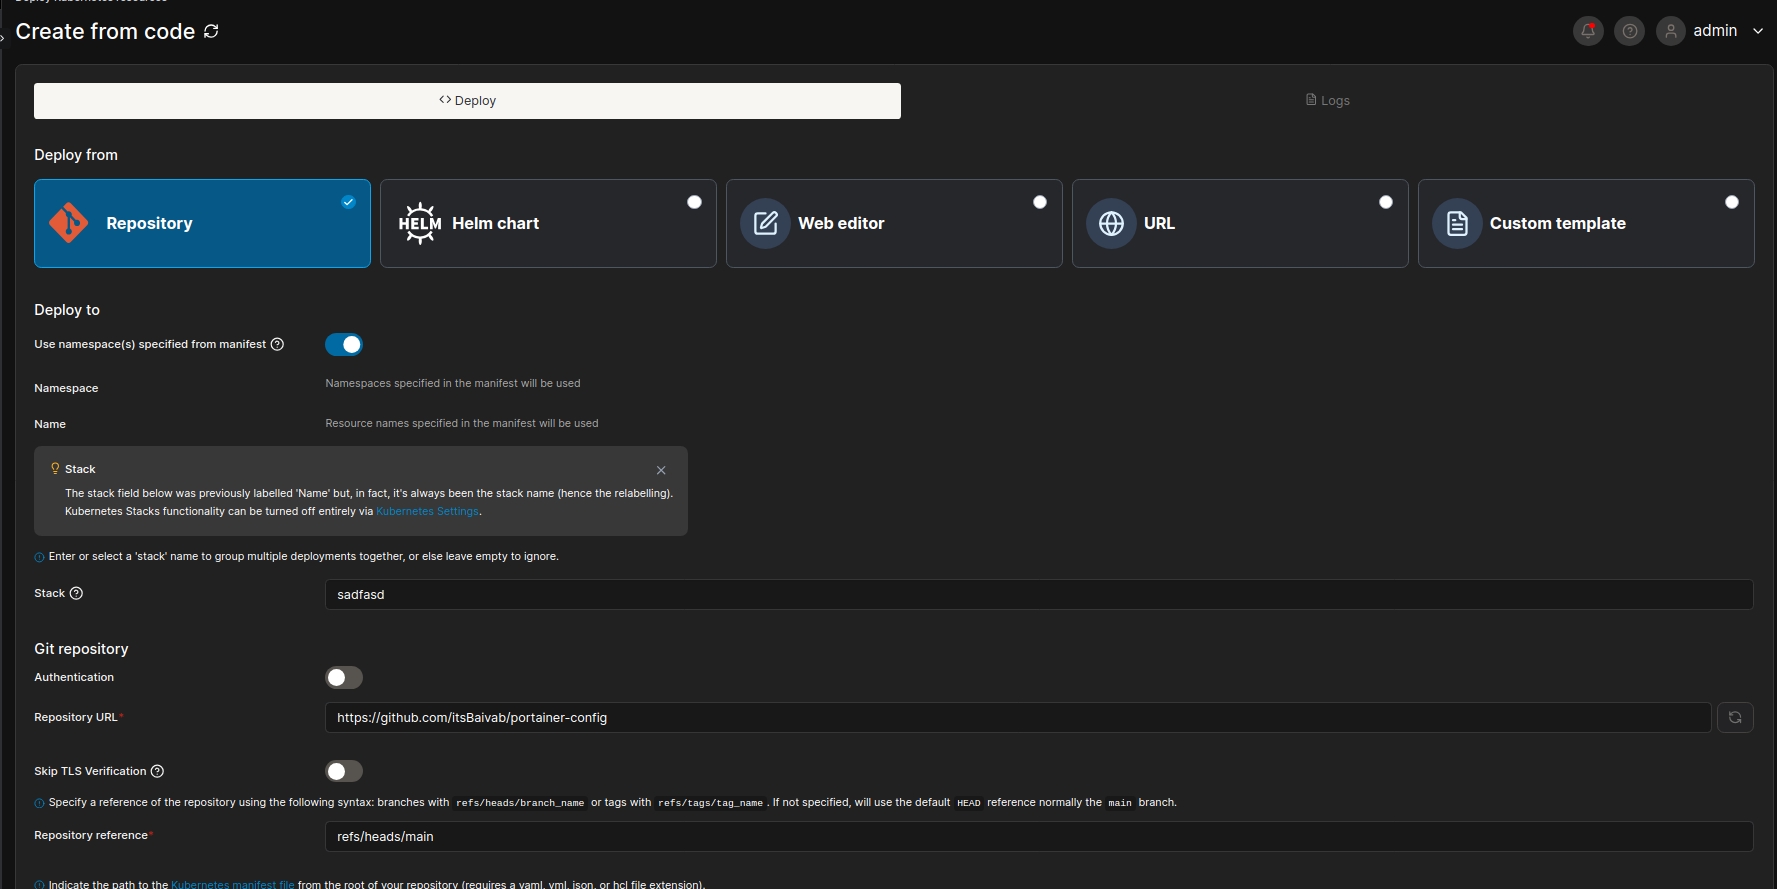 Deploy Kubernetes resources
Create from code
admin
Deploy
Logs
Deploy from
Repository
HELM
Helm chart
Web editor
URL
Custom template
Deploy to
Use namespace(s) specified from manifest
Namespace
Namespaces specified in the manifest will be used
Name
Resource names specified in the manifest will be used
Stack
The stack field below was previously labelled 'Name' but, in fact, it's always been the stack name (hence the relabelling).
Kubernetes Stacks functionality can be turned off entirely via Kubernetes Settings.
Enter or select a 'stack' name to group multiple deployments together, or else leave empty to ignore.
Stack
sadfasd
Git repository
Authentication
Repository URL*
https://github.com/itsBaivab/portainer-config
Skip TLS Verification
Specify a reference of the repository using the following syntax: branches with refs/heads/branch_name or tags with refs/tags/tag_name. If not specified, will use the default HEAD reference normally the main branch.
Repository reference*
refs/heads/main
Indicate the path to the Kubernetes manifest file from the root of your repository (requires a yaml, yml, json, or hcl file extension).